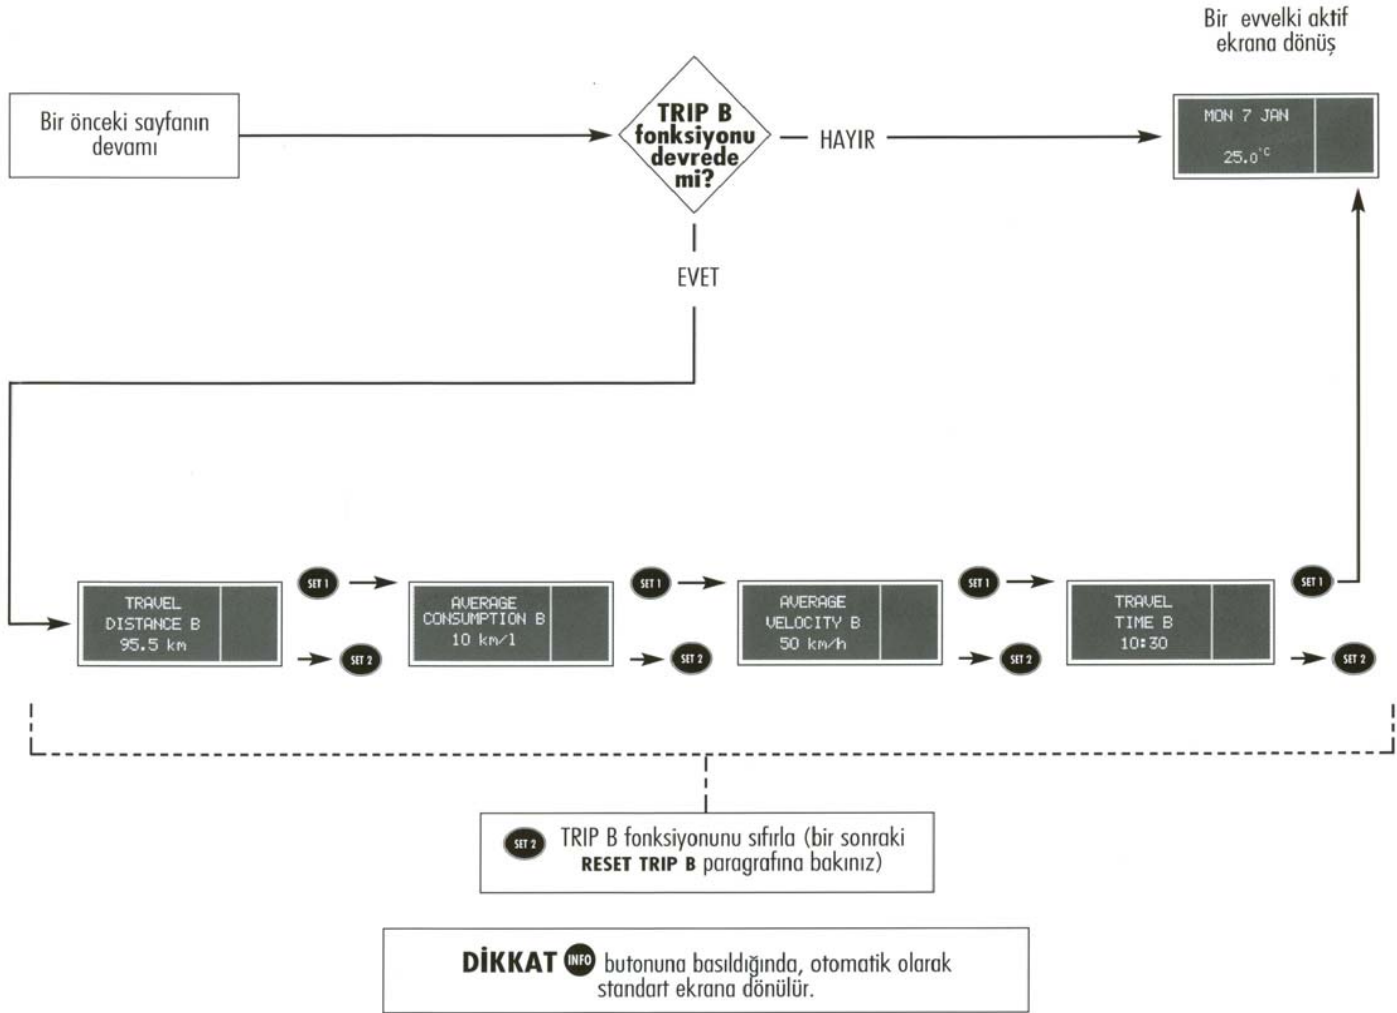 Bir evvelki aktif
ekrana dönüş
Bir önceki sayfanın
devamı
TRIP B
fonksiyonu
devrede
mi?
HAYIR
MON 7 JAN
25.0°C
EVET
TRAVEL
DISTANCE B
95.5 km
SET 1
SET 2
AVERAGE
CONSUMPTION B
10 km/l
SET 1
SET 2
AVERAGE
VELOCITY B
50 km/h
SET 1
SET 2
TRAVEL
TIME B
10:30
SET 1
SET 2
SET 2 TRIP B fonksiyonunu sıfırla (bir sonraki
RESET TRIP B paragrafına bakınız)
DİKKAT INFO butonuna basıldığında, otomatik olarak
standart ekrana dönülür.